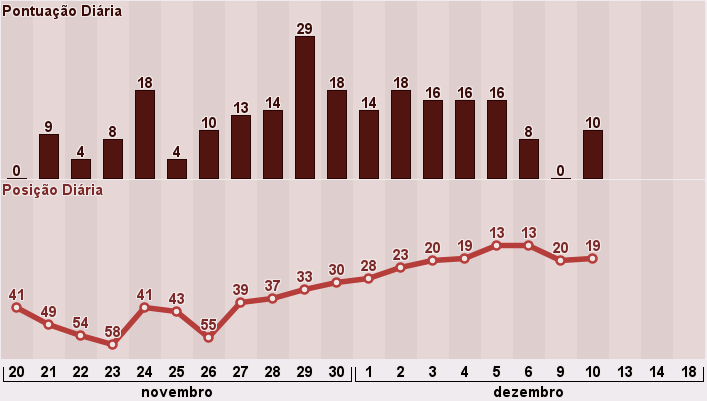 Pontuação Diária
0 9 4 8 18 4 10 13 14 29 18 14 18 16 16 16 8 0 10
Posição Diária
41 49 54 58 41 43 55 39 37 33 30 28 23 20 19 13 13 20 19
20 21 22 23 24 25 26 27 28 29 30 1 2 3 4 5 6 9 10 13 14 18
novembro dezembro